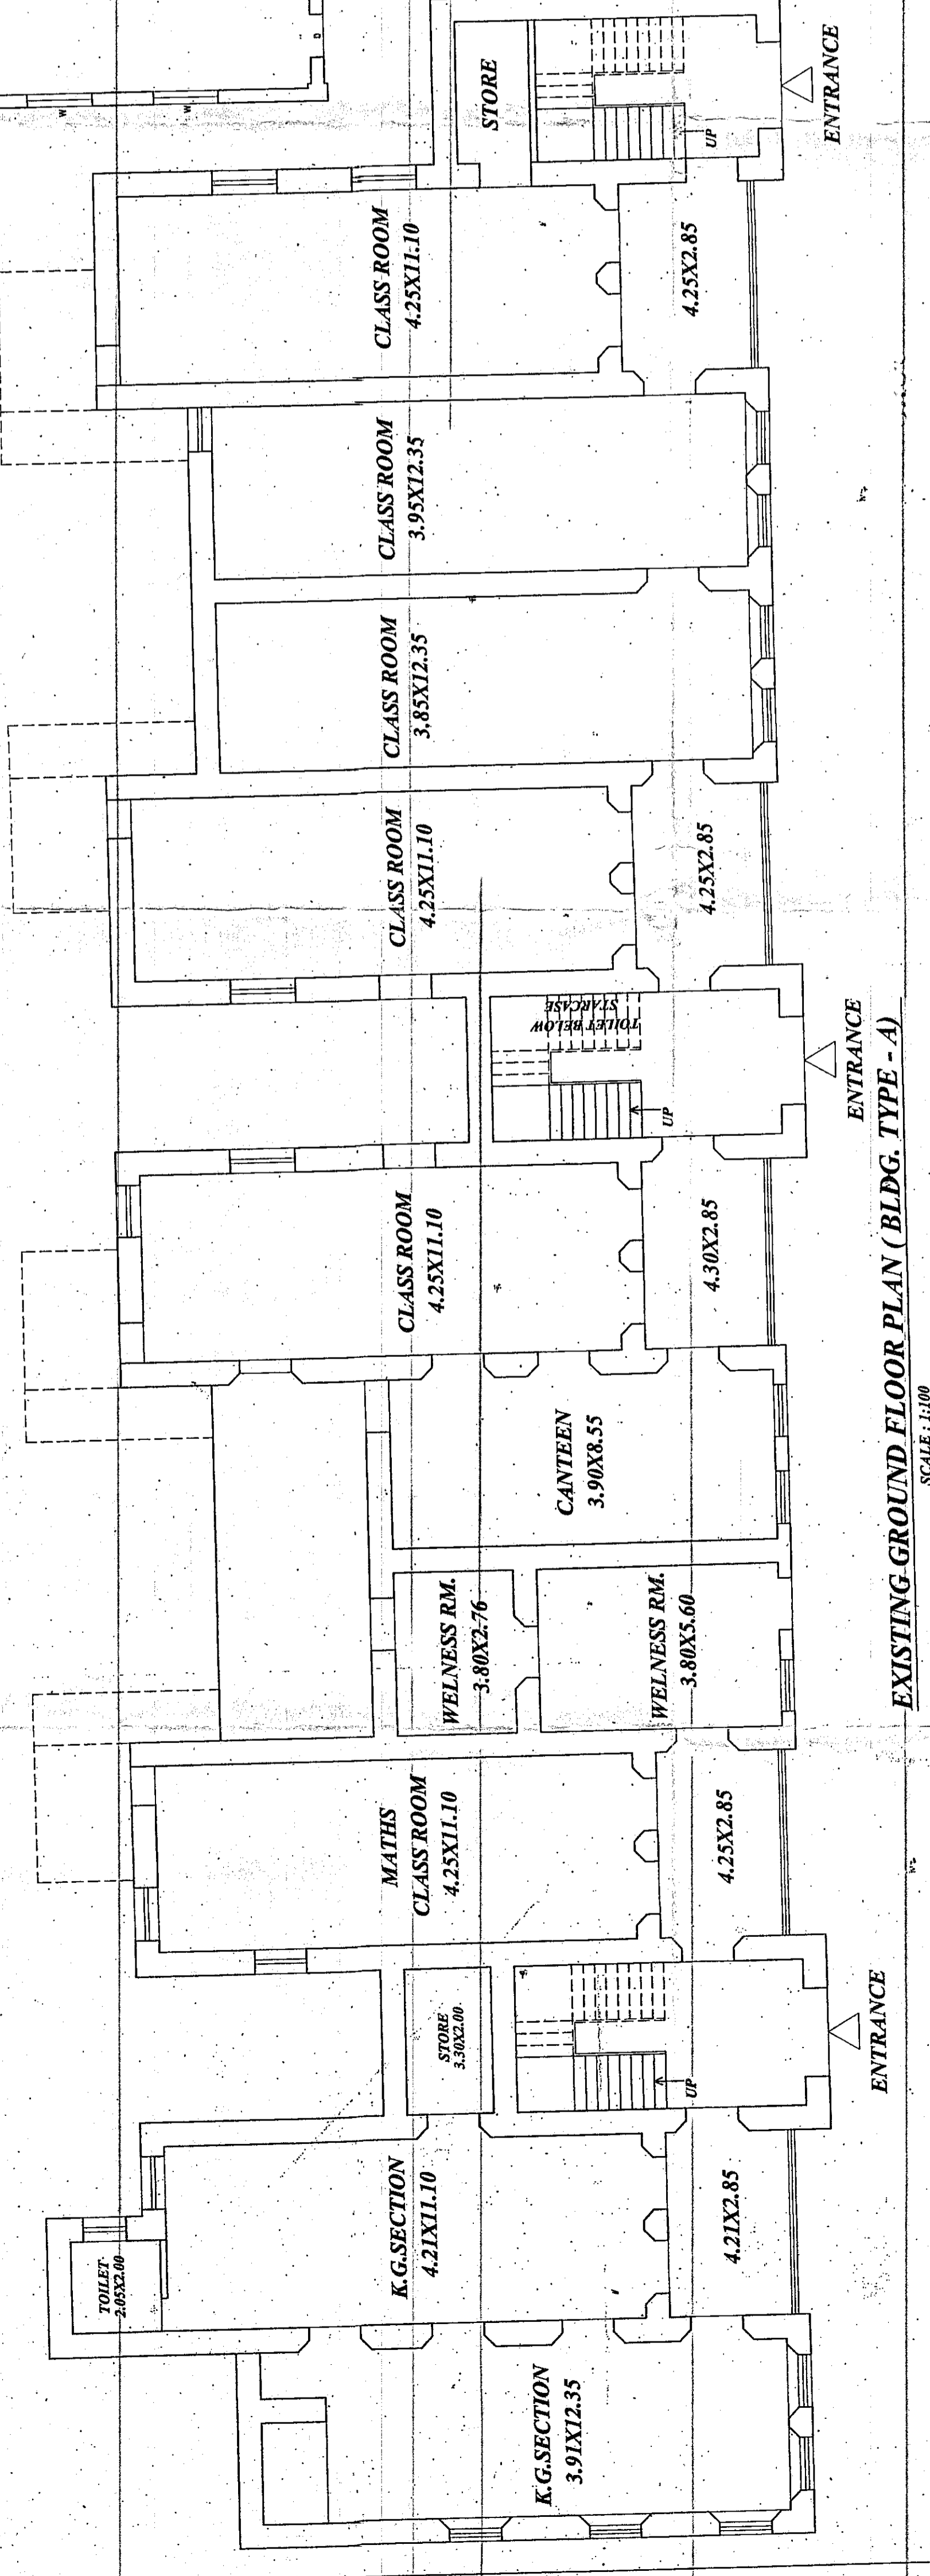 TOILET
2.05X2.00
K.G.SECTION
3.91X12.35
K.G.SECTION
4.21X11.10
4.21X2.85
STORE
3.30X2.00
UP
ENTRANCE
MATHS
CLASS ROOM
4.25X11.10
4.25X2.85
WELNESS RM.
3.80X2.76
WELNESS RM.
3.80X5.60
CANTEEN
3.90X8.55
CLASS ROOM
4.25X11.10
4.30X2.85
TOILET BELOW
STARCASE
UP
ENTRANCE
CLASS ROOM
4.25X11.10
4.25X2.85
CLASS ROOM
3.85X12.35
CLASS ROOM
3.95X12.35
CLASS ROOM
4.25X11.10
4.25X2.85
STORE
UP
ENTRANCE
W
W
D
EXISTING GROUND FLOOR PLAN ( BLDG. TYPE - A)
SCALE : 1:100